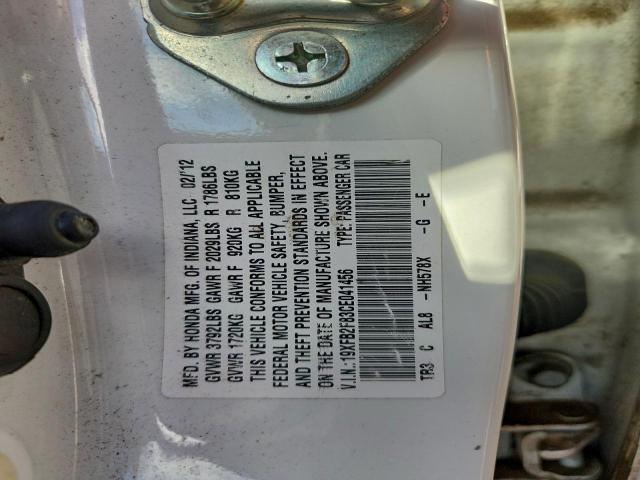 MFD. BY HONDA MFG. OF INDIANA, LLC 02/'12
GVWR 3792LBS GAWR F 2029LBS R 1786LBS
GVWR 1720KG GAWR F 920KG R 810KG
THIS VEHICLE CONFORMS TO ALL APPLICABLE
FEDERAL MOTOR VEHICLE SAFETY, BUMPER,
AND THEFT PREVENTION STANDARDS IN EFFECT
ON THE DATE OF MANUFACTURE SHOWN ABOVE.
V.I.N.:19XFB2F83CE041456 TYPE: PASSENGER CAR
TR3 C AL8 -NH578X -G -E